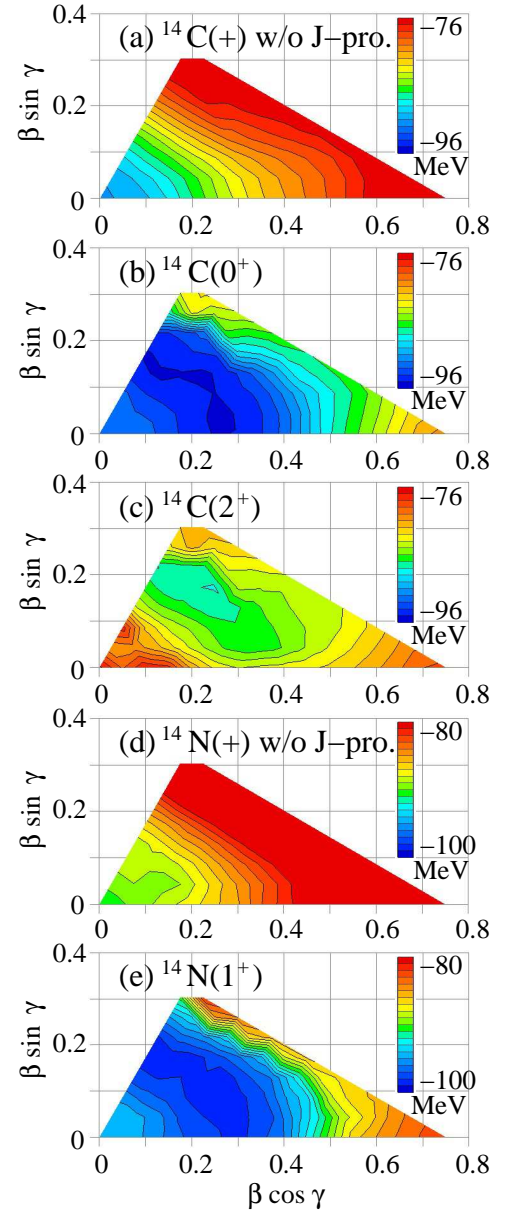 (a) ¹⁴C(+) w/o J−pro.
−76
−96
MeV
β sin γ
0.4
0.2
0
0 0.2 0.4 0.6 0.8
(b) ¹⁴C(0⁺)
−76
−96
MeV
β sin γ
0.4
0.2
0
0 0.2 0.4 0.6 0.8
(c) ¹⁴C(2⁺)
−76
−96
MeV
β sin γ
0.4
0.2
0
0 0.2 0.4 0.6 0.8
(d) ¹⁴N(+) w/o J−pro.
−80
−100
MeV
β sin γ
0.4
0.2
0
0 0.2 0.4 0.6 0.8
(e) ¹⁴N(1⁺)
−80
−100
MeV
β sin γ
0.4
0.2
0
0 0.2 0.4 0.6 0.8
β cos γ